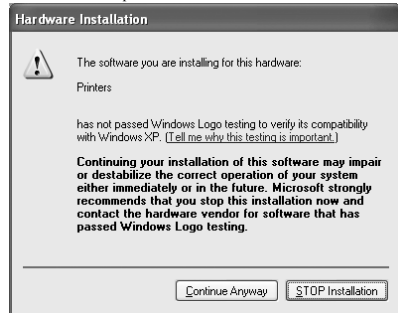 Hardware Installation
The software you are installing for this hardware:
Printers
has not passed Windows Logo testing to verify its compatibility
with Windows XP. (Tell me why this testing is important.)
Continuing your installation of this software may impair
or destabilize the correct operation of your system
either immediately or in the future. Microsoft strongly
recommends that you stop this installation now and
contact the hardware vendor for software that has
passed Windows Logo testing.
Continue Anyway STOP Installation